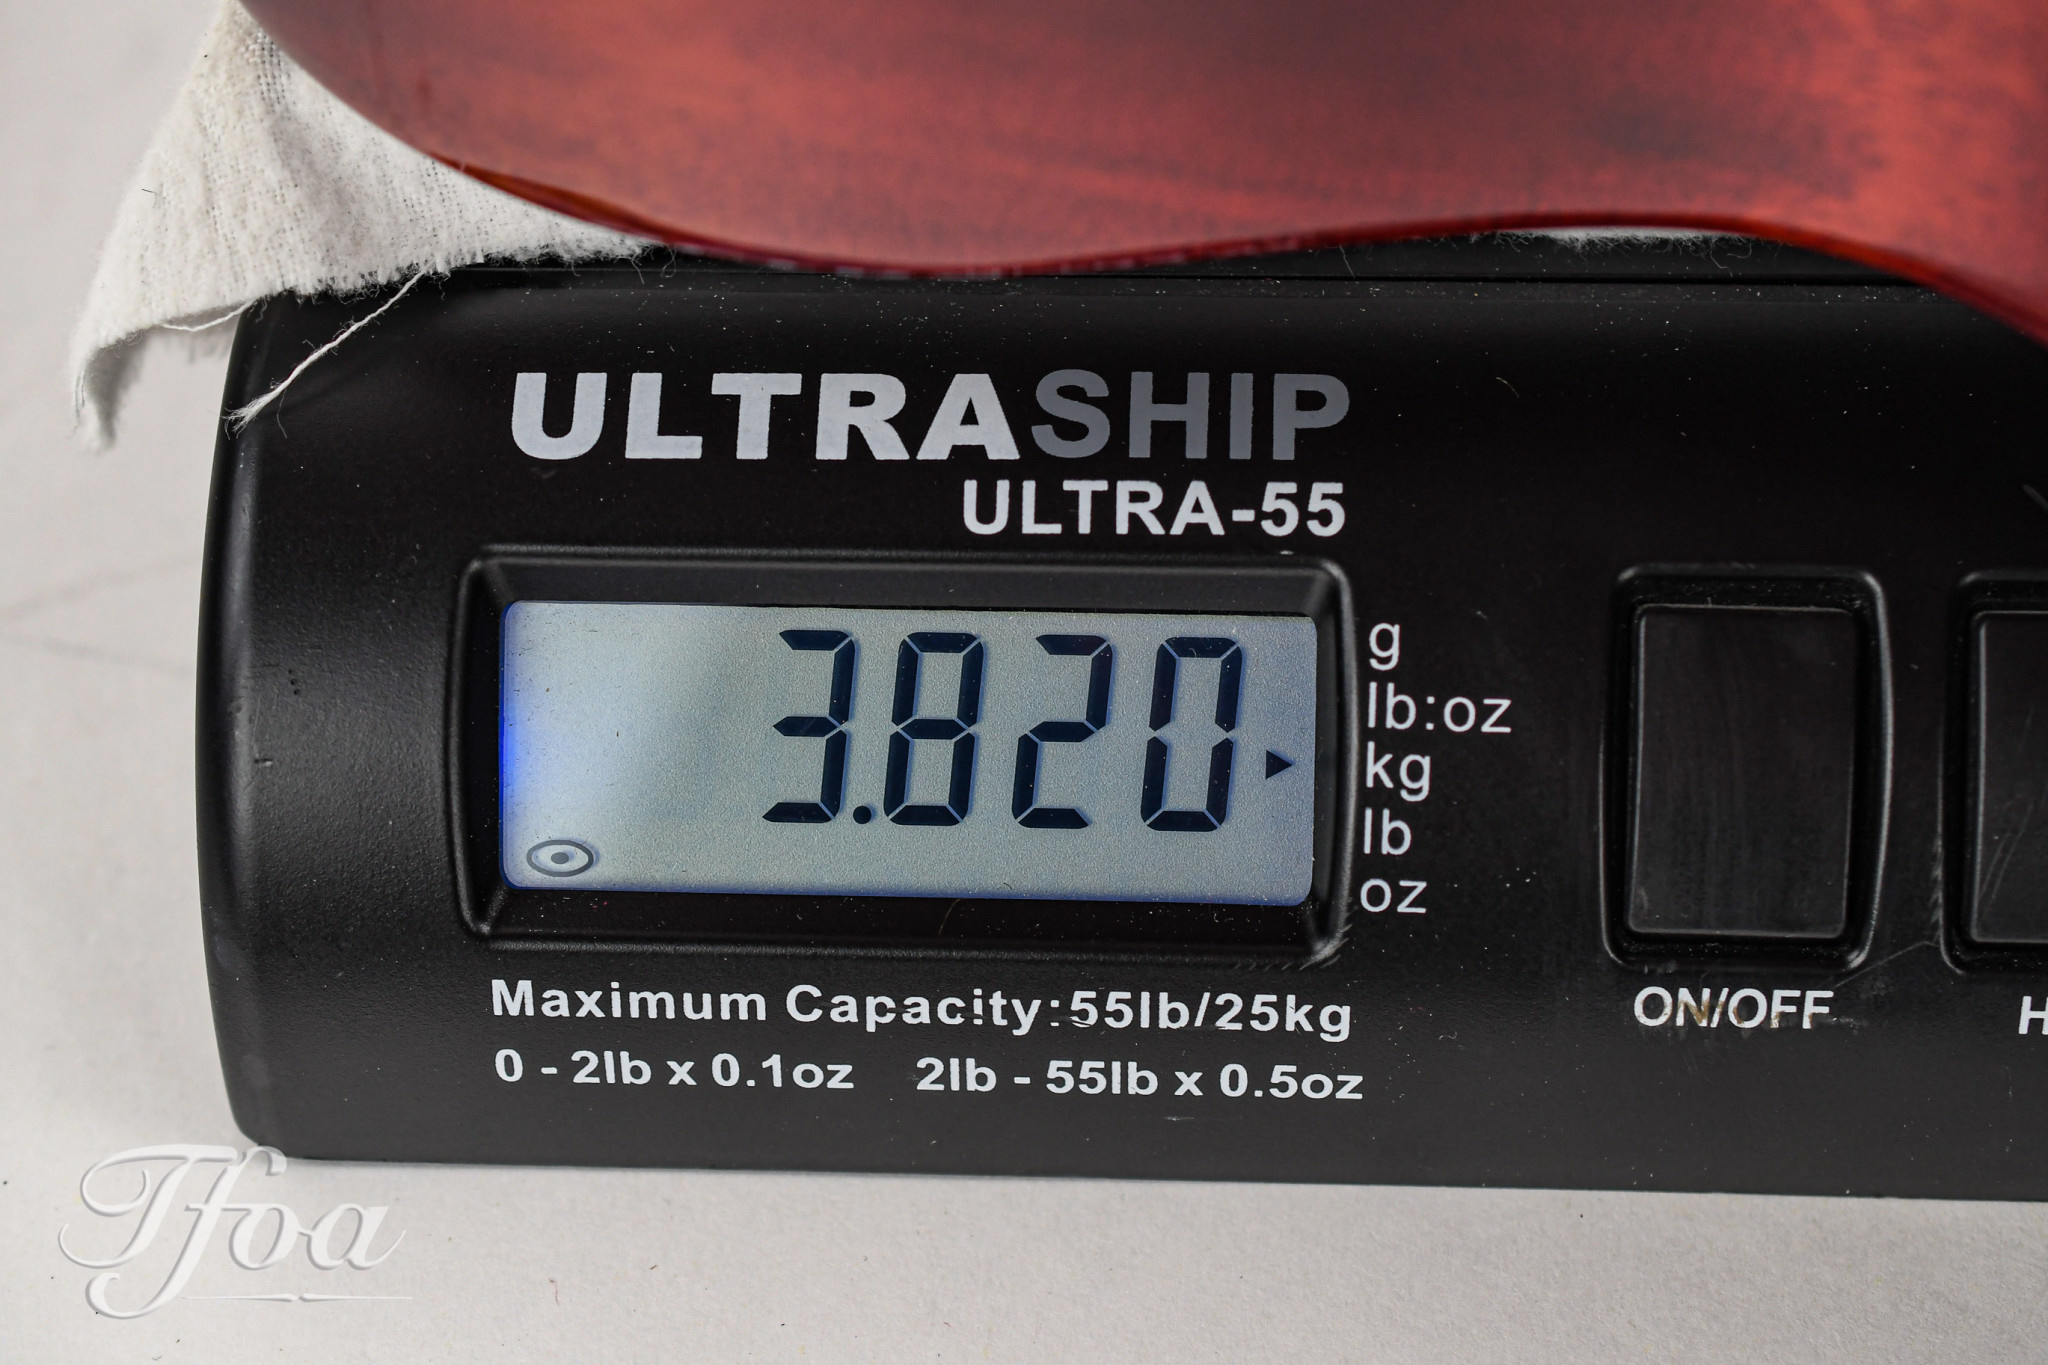 ULTRASHIP
ULTRA-55
3.820
g
lb:oz
kg
lb
oz
Maximum Capacity:55lb/25kg
0 - 2lb x 0.1oz 2lb - 55lb x 0.5oz
ON/OFF
H
Tfoa